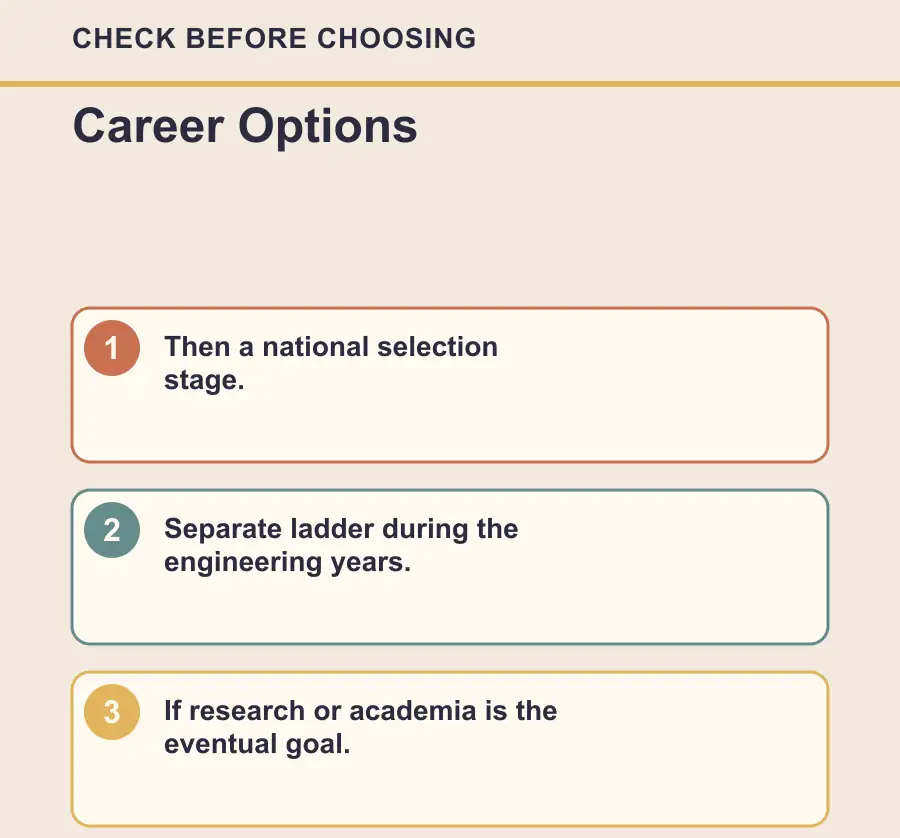 CHECK BEFORE CHOOSING
Career Options
1
Then a national selection
stage.
2
Separate ladder during the
engineering years.
3
If research or academia is the
eventual goal.